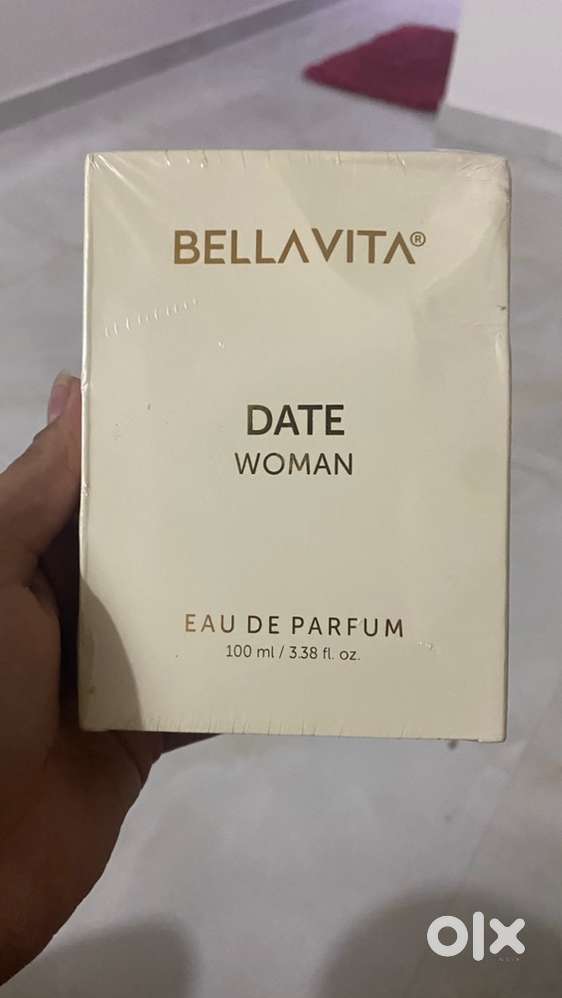 BELLAVITA®
DATE
WOMAN
EAU DE PARFUM
100 ml / 3.38 fl. oz.
olx